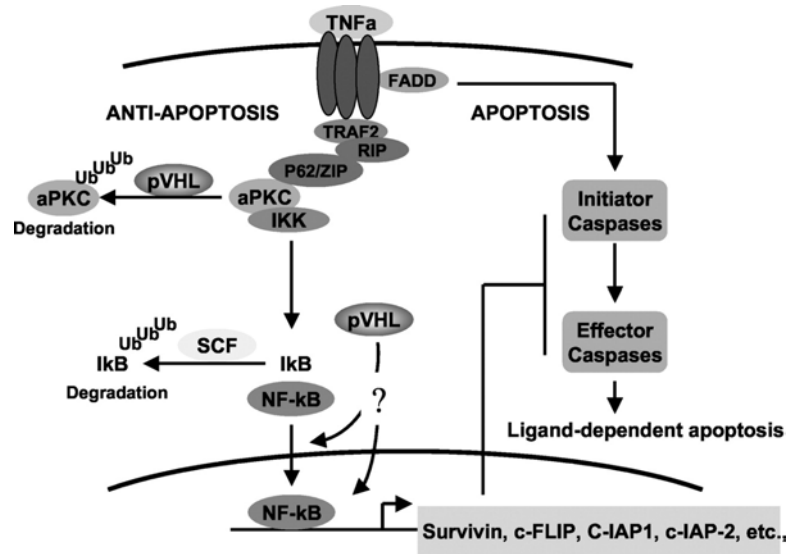 TNFa
FADD
ANTI-APOPTOSIS
APOPTOSIS
TRAF2
RIP
P62/ZIP
Ub Ub Ub
aPKC
pVHL
aPKC
IKK
Degradation
Initiator
Caspases
pVHL
Ub Ub Ub
SCF
IkB
IkB
Degradation
Effector
Caspases
NF-kB
?
Ligand-dependent apoptosis
NF-kB
Survivin, c-FLIP, C-IAP1, c-IAP-2, etc.,